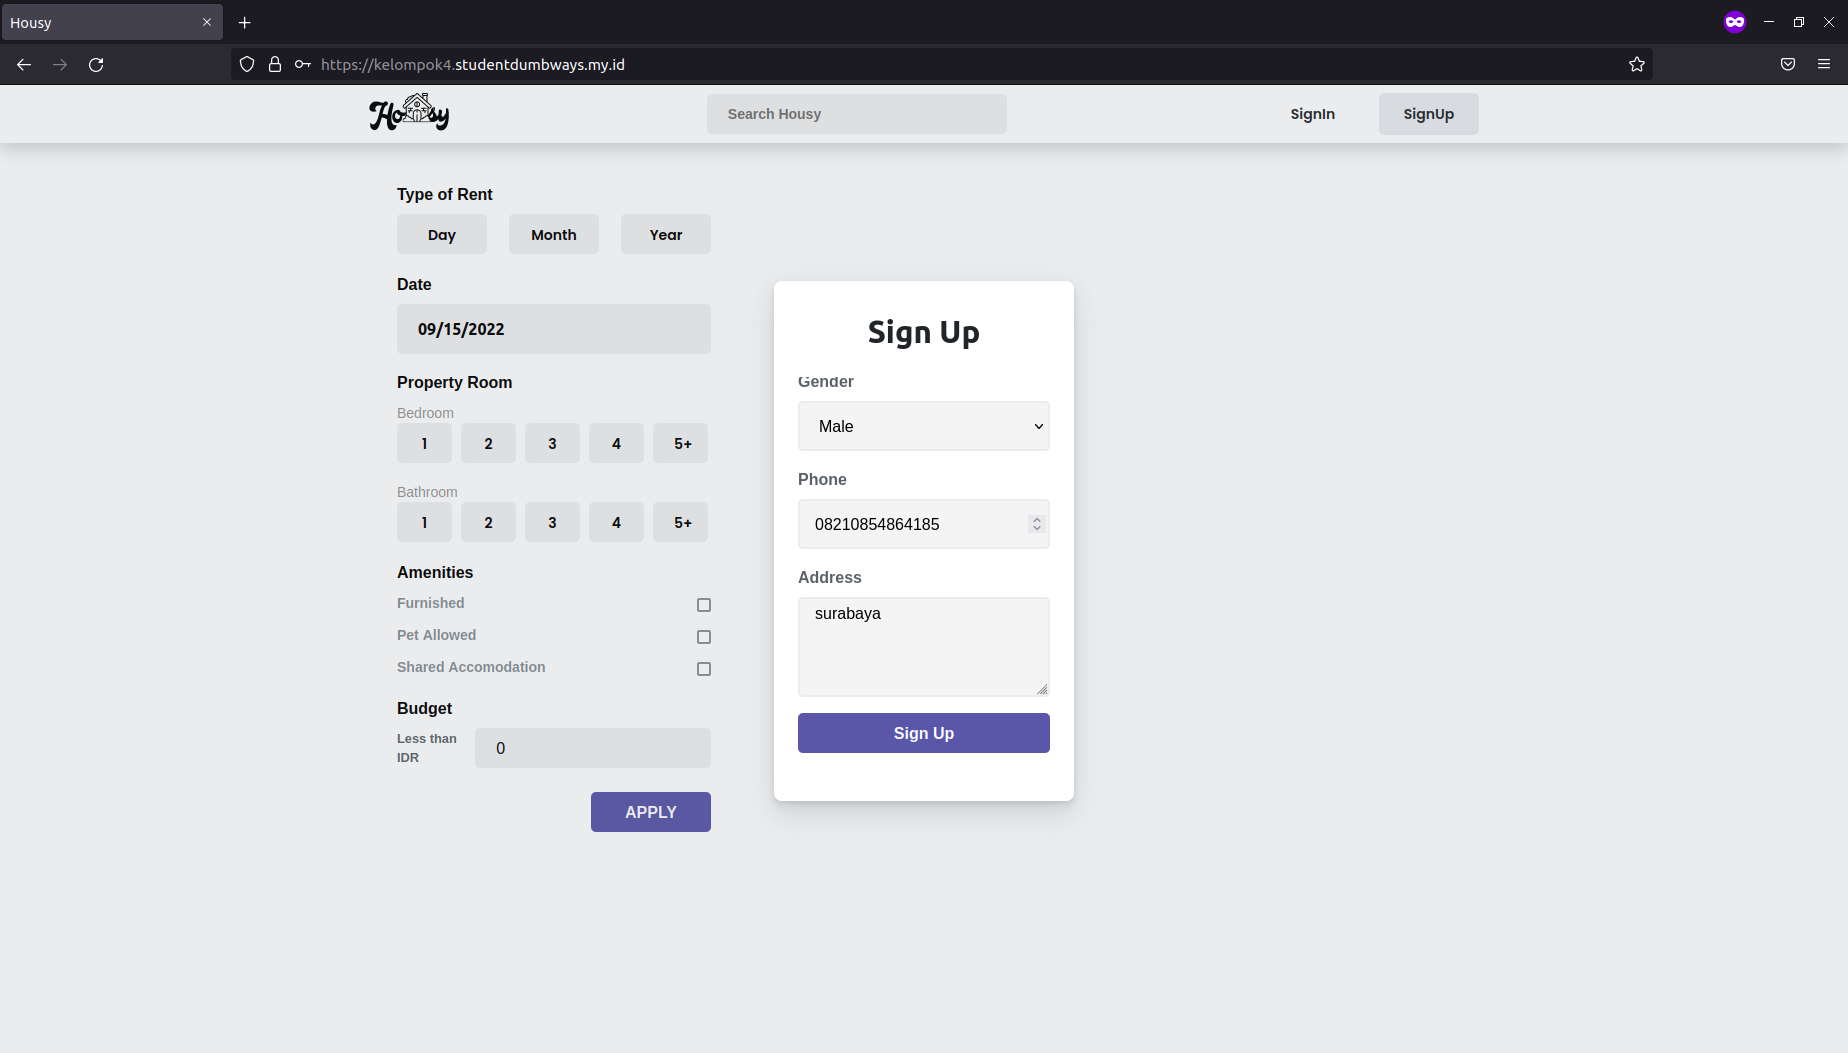 Housy
https://kelompok4.studentdumbways.my.id
Housy
Search Housy
SignIn
SignUp
Type of Rent
Day Month Year
Date
09/15/2022
Property Room
Bedroom
1 2 3 4 5+
Bathroom
1 2 3 4 5+
Amenities
Furnished
Pet Allowed
Shared Accomodation
Budget
Less than
IDR
0
APPLY
Sign Up
Gender
Male
Phone
08210854864185
Address
surabaya
Sign Up